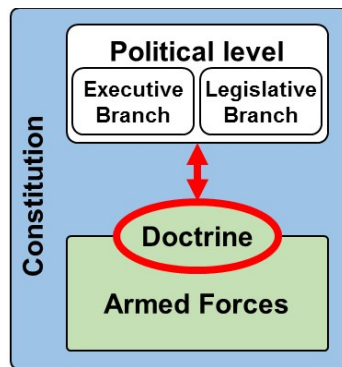 Political level
Executive
Branch
Legislative
Branch
Constitution
Doctrine
Armed Forces